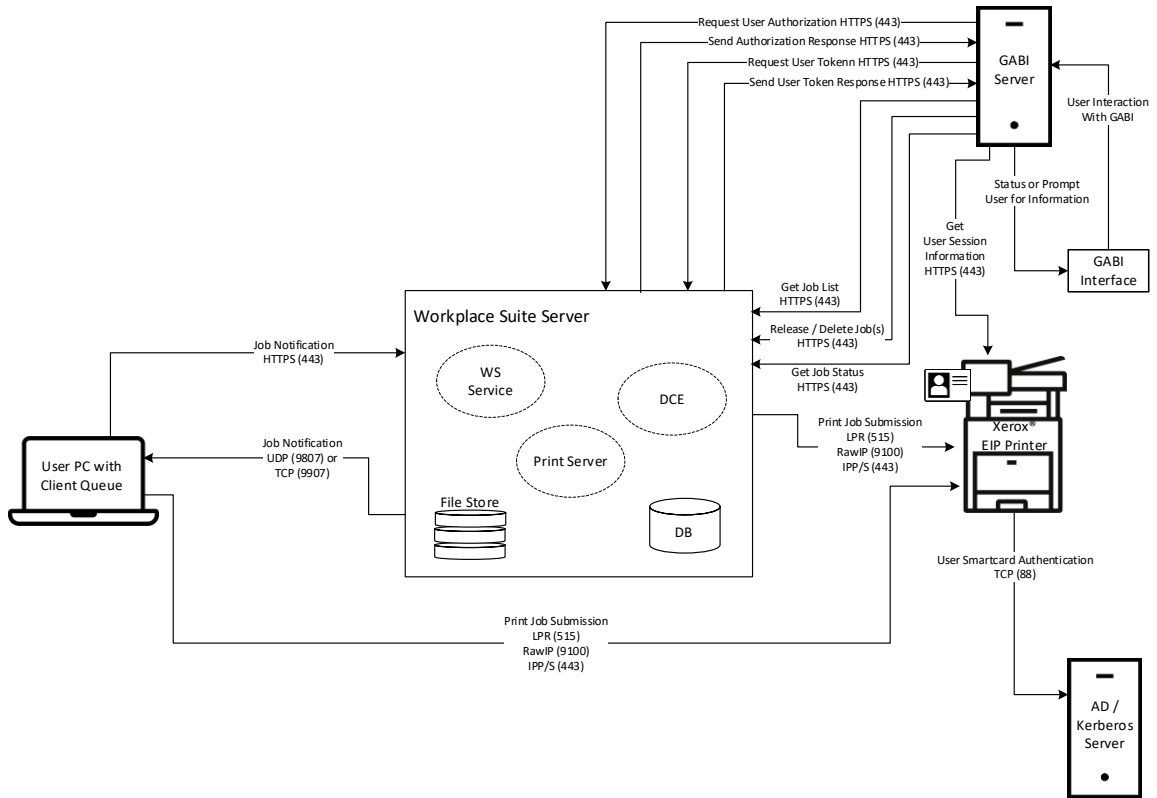 Request User Authorization HTTPS (443)
Send Authorization Response HTTPS (443)
Request User Tokenn HTTPS (443)
Send User Token Response HTTPS (443)
GABI
Server
User Interaction
With GABI
Status or Prompt
User for Information
Get
User Session
Information
HTTPS (443)
GABI
Interface
Get Job List
HTTPS (443)
Release / Delete Job(s)
HTTPS (443)
Get Job Status
HTTPS (443)
Workplace Suite Server
WS
Service
DCE
Print Server
File Store
DB
Job Notification
HTTPS (443)
Job Notification
UDP (9807) or
TCP (9907)
User PC with
Client Queue
Print Job Submission
LPR (515)
RawIP (9100)
IPP/S (443)
Xerox®
EIP Printer
User Smartcard Authentication
TCP (88)
Print Job Submission
LPR (515)
RawIP (9100)
IPP/S (443)
AD /
Kerberos
Server